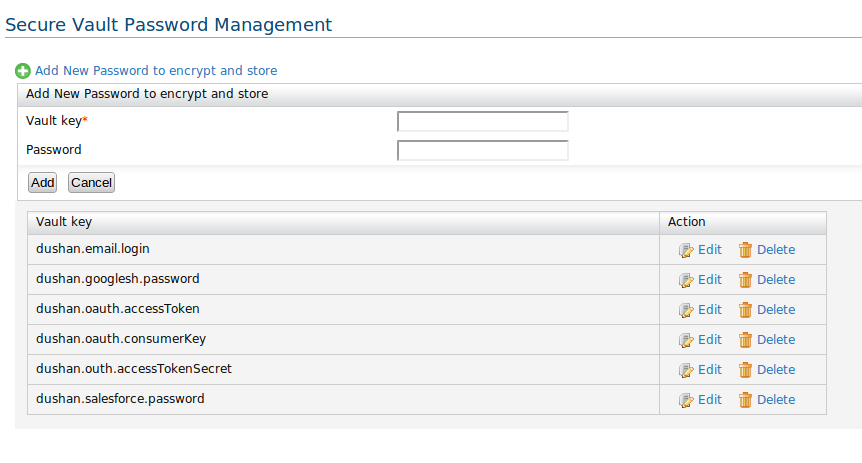 Secure Vault Password Management
Add New Password to encrypt and store
Add New Password to encrypt and store
Vault key*
Password
Add Cancel
Vault key Action
dushan.email.login Edit Delete
dushan.googlesh.password Edit Delete
dushan.oauth.accessToken Edit Delete
dushan.oauth.consumerKey Edit Delete
dushan.outh.accessTokenSecret Edit Delete
dushan.salesforce.password Edit Delete